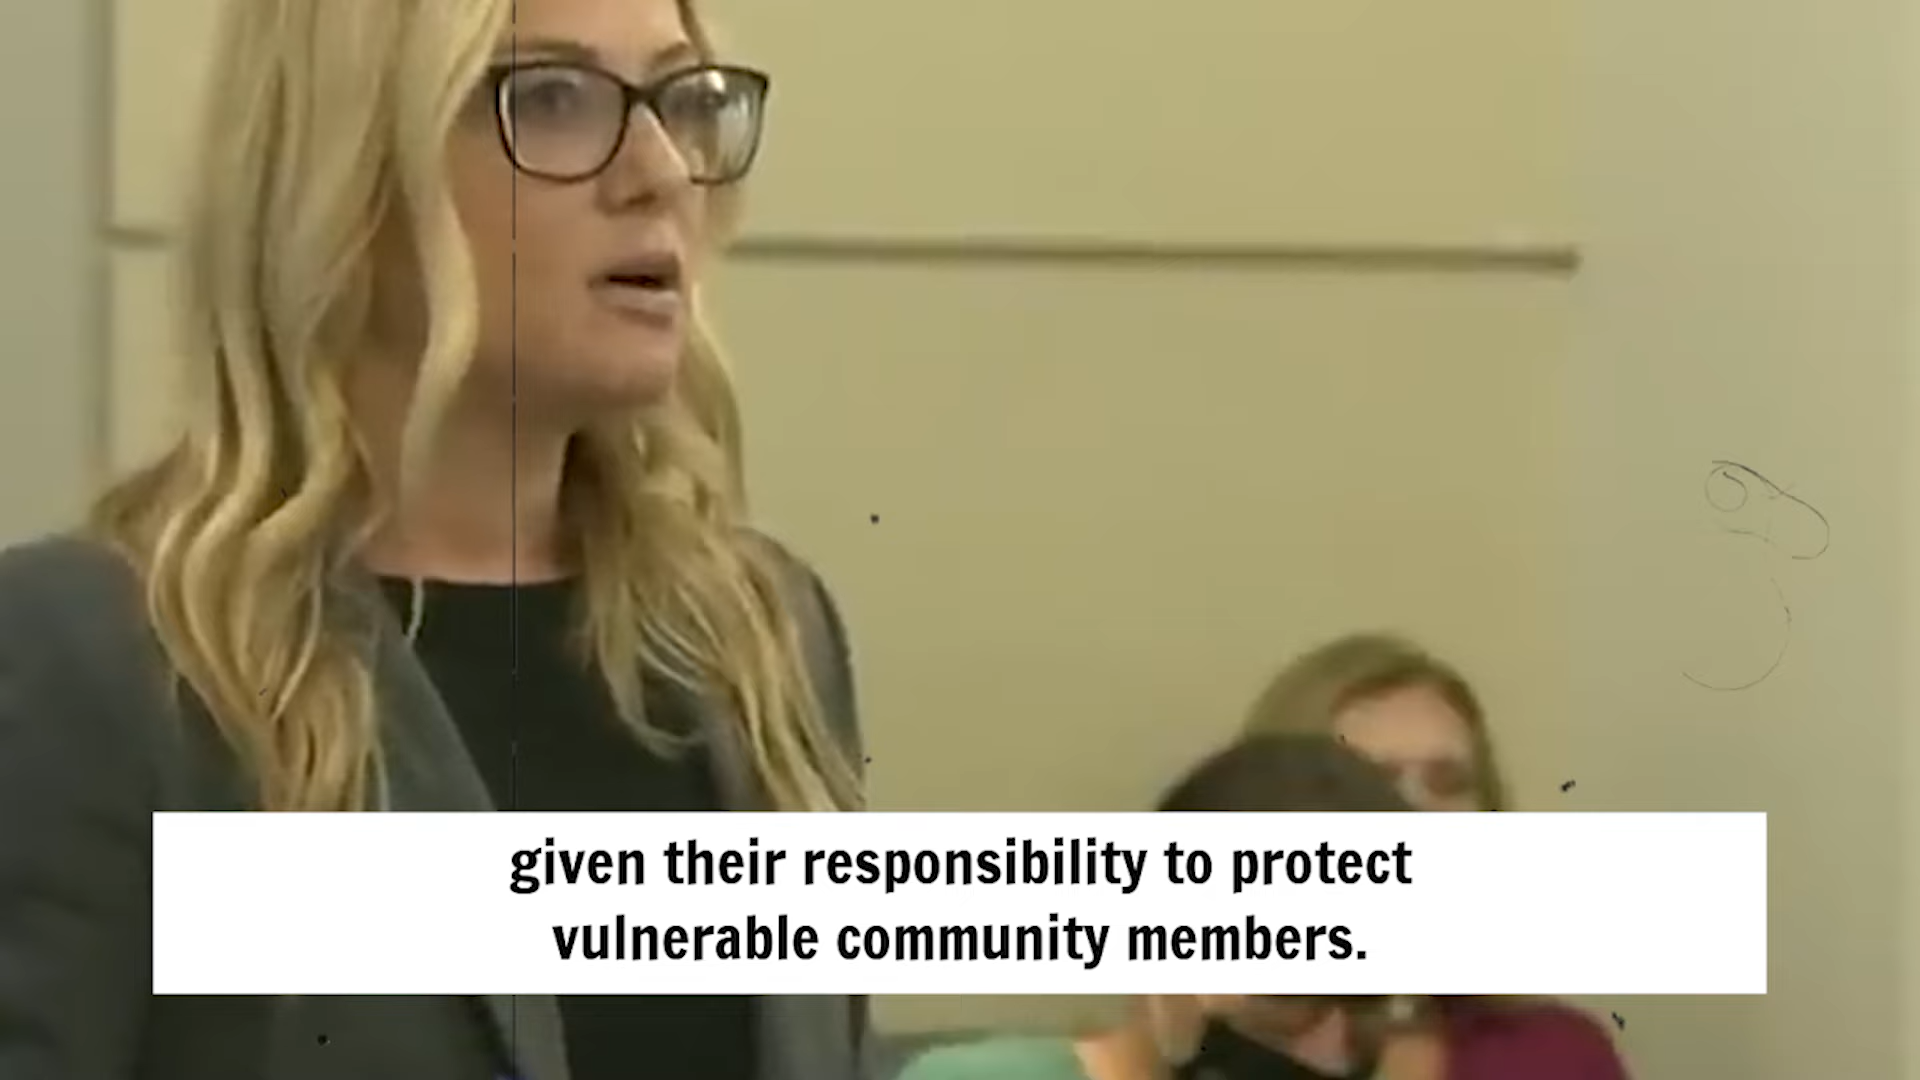 given their responsibility to protect
vulnerable community members.